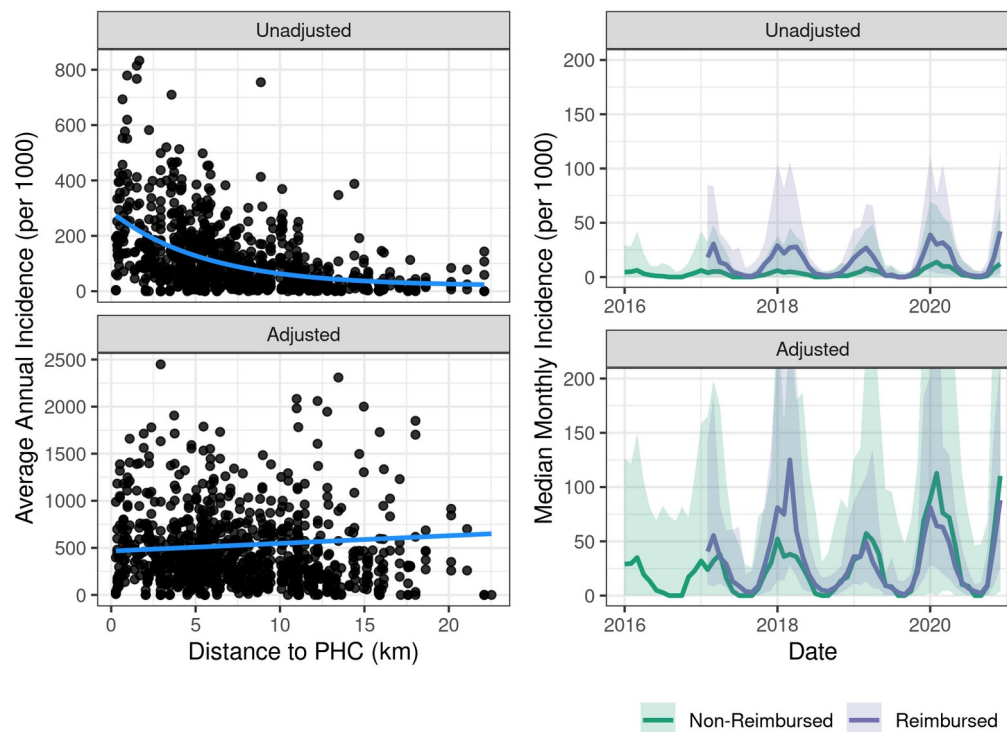 Unadjusted
800
600
400
200
0
Adjusted
2500
2000
1500
1000
500
0
0 5 10 15 20
Distance to PHC (km)
Average Annual Incidence (per 1000)
Unadjusted
200
150
100
50
0
2016 2018 2020
Adjusted
200
150
100
50
0
2016 2018 2020
Date
Median Monthly Incidence (per 1000)
Non-Reimbursed Reimbursed